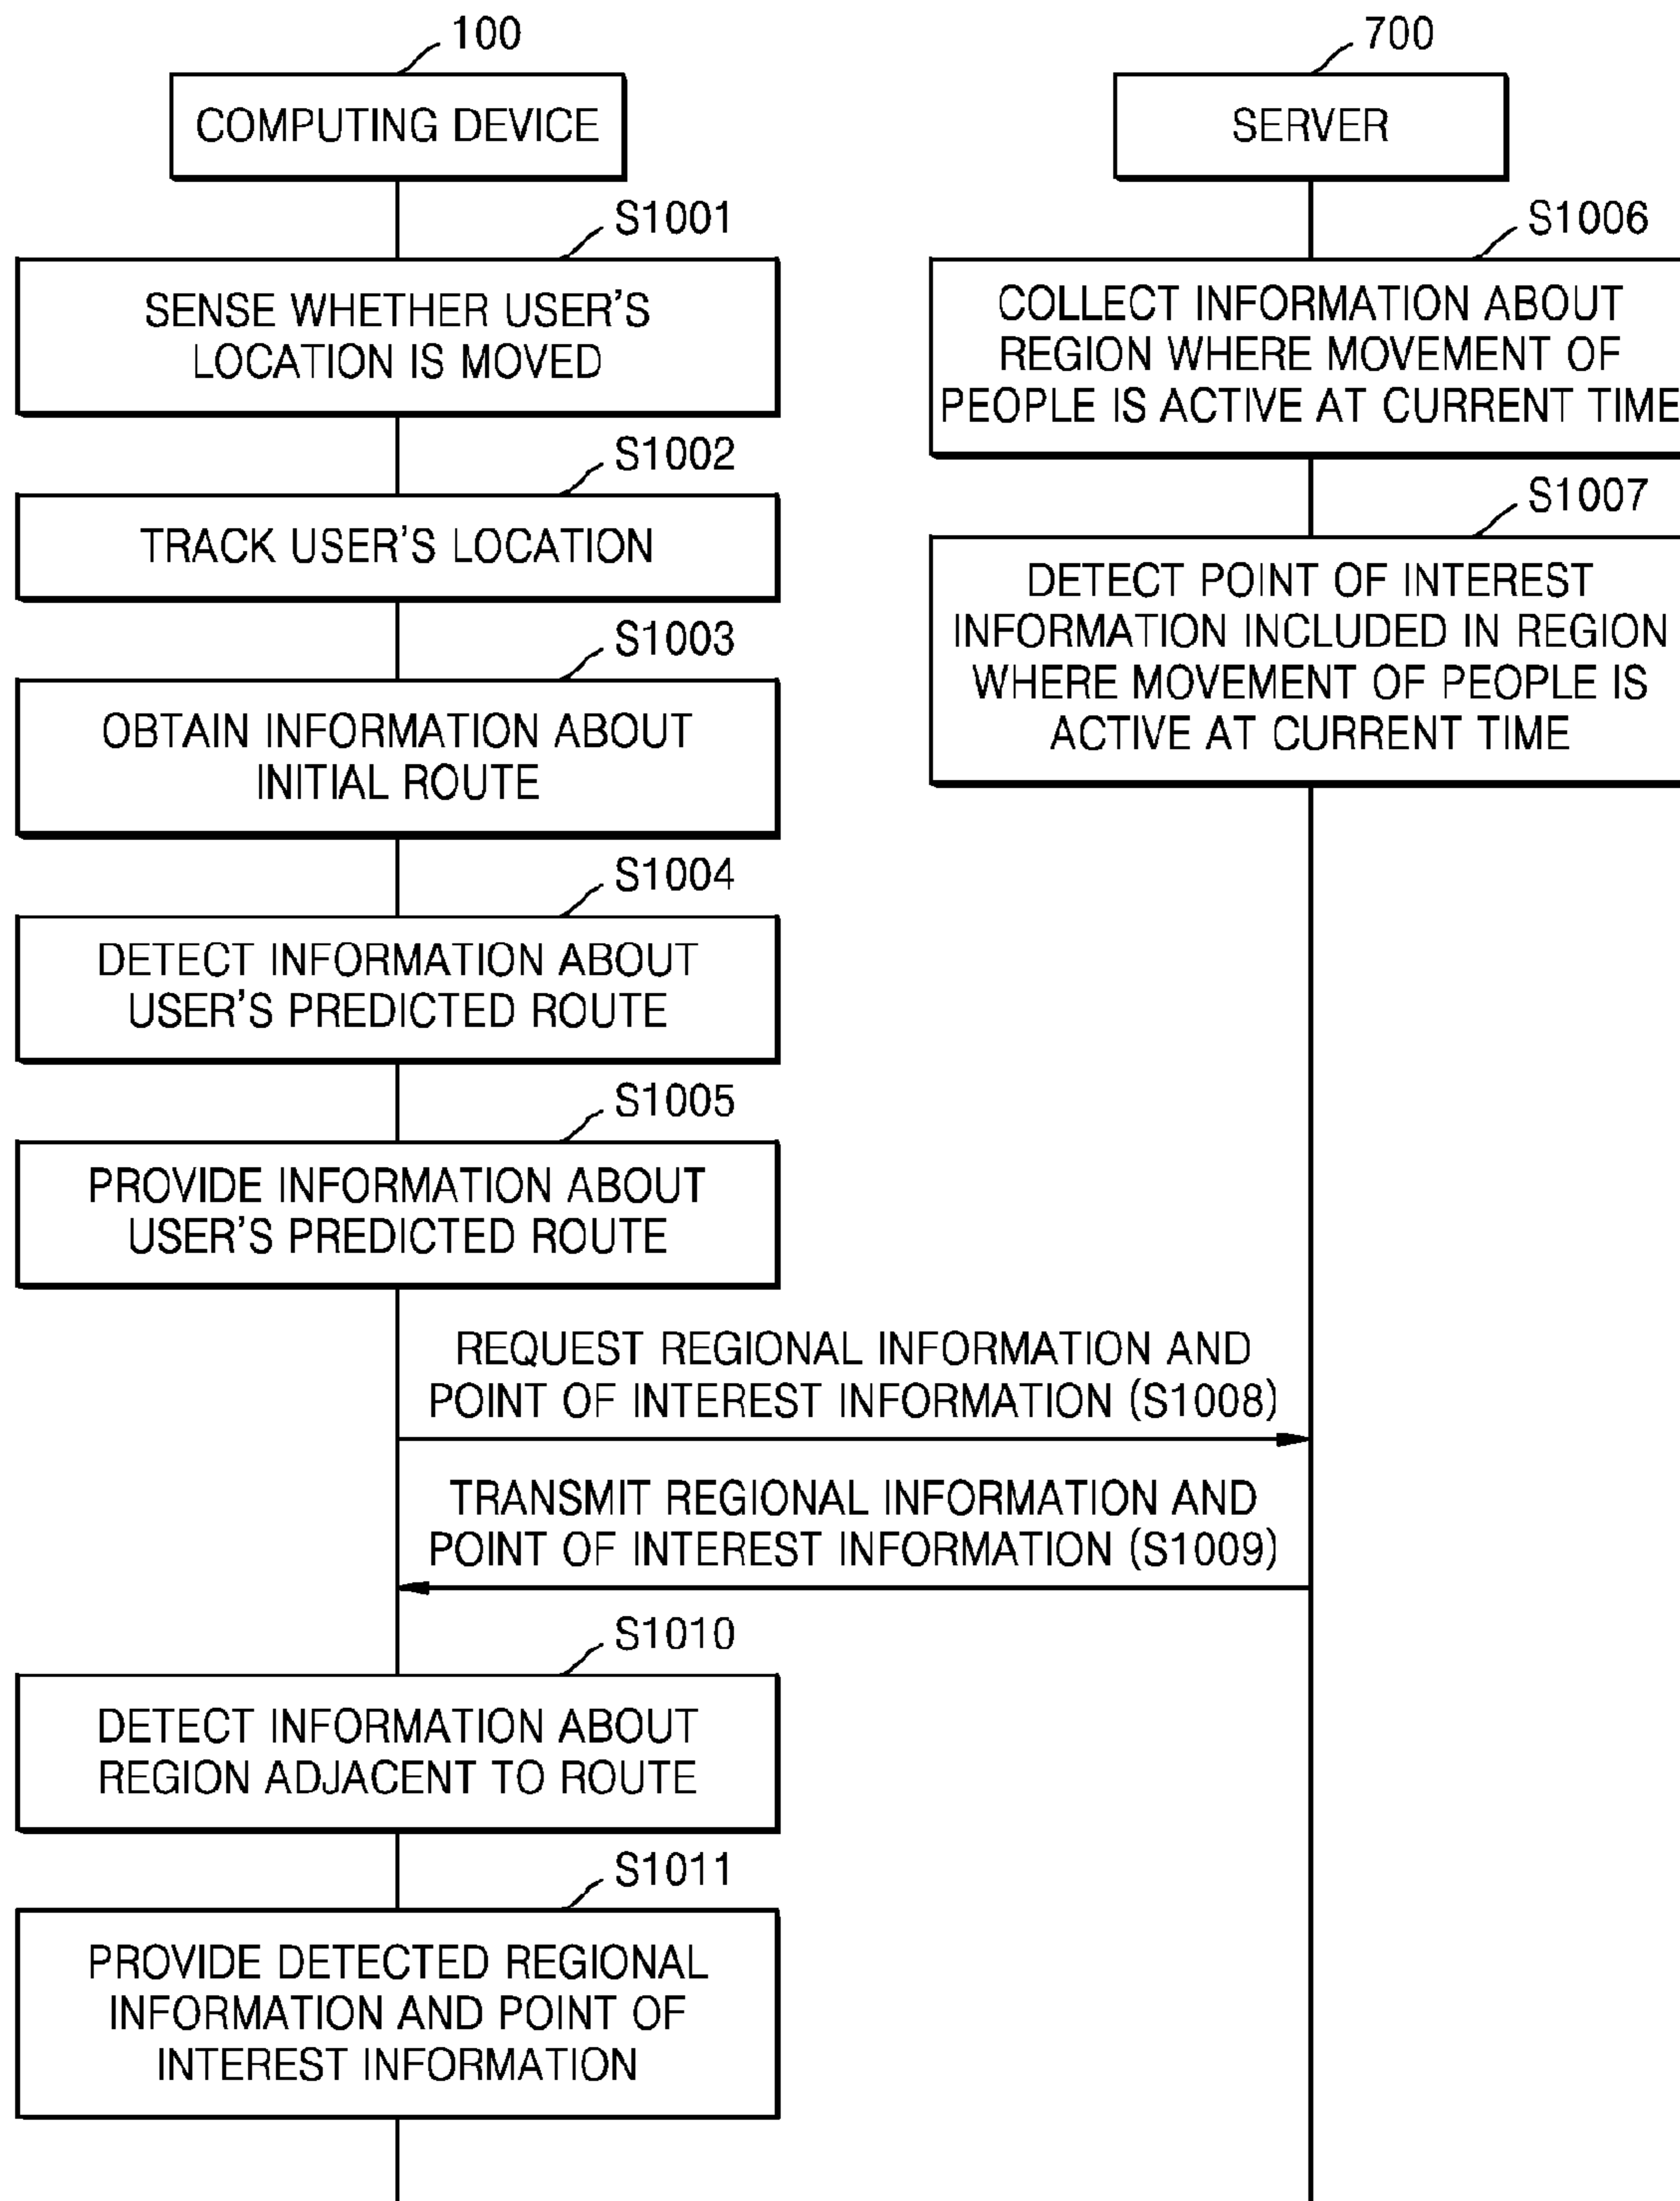 100
COMPUTING DEVICE
700
SERVER
S1001
SENSE WHETHER USER'S
LOCATION IS MOVED
S1006
COLLECT INFORMATION ABOUT
REGION WHERE MOVEMENT OF
PEOPLE IS ACTIVE AT CURRENT TIME
S1002
TRACK USER'S LOCATION
S1007
DETECT POINT OF INTEREST
INFORMATION INCLUDED IN REGION
WHERE MOVEMENT OF PEOPLE IS
ACTIVE AT CURRENT TIME
S1003
OBTAIN INFORMATION ABOUT
INITIAL ROUTE
S1004
DETECT INFORMATION ABOUT
USER'S PREDICTED ROUTE
S1005
PROVIDE INFORMATION ABOUT
USER'S PREDICTED ROUTE
REQUEST REGIONAL INFORMATION AND
POINT OF INTEREST INFORMATION (S1008)
TRANSMIT REGIONAL INFORMATION AND
POINT OF INTEREST INFORMATION (S1009)
S1010
DETECT INFORMATION ABOUT
REGION ADJACENT TO ROUTE
S1011
PROVIDE DETECTED REGIONAL
INFORMATION AND POINT OF
INTEREST INFORMATION